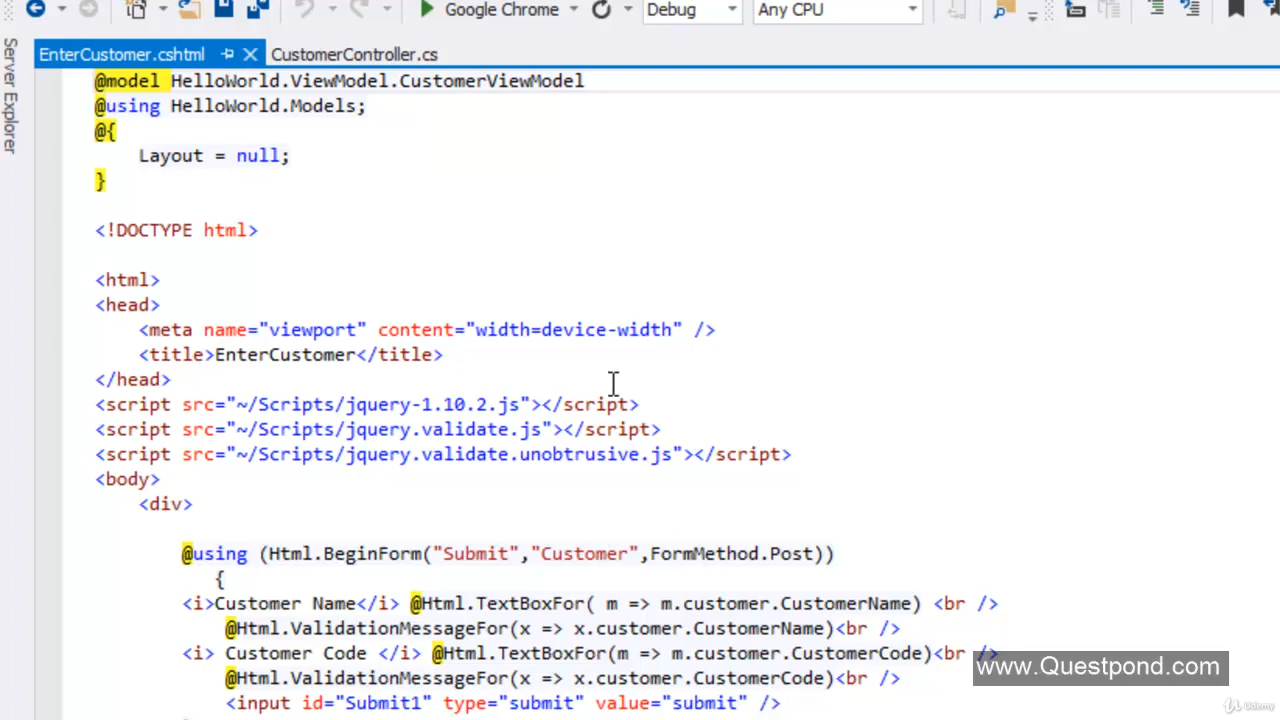 Google Chrome Debug Any CPU
Server Explorer
EnterCustomer.cshtml CustomerController.cs
@model HelloWorld.ViewModel.CustomerViewModel
@using HelloWorld.Models;
@{
Layout = null;
}
<!DOCTYPE html>
<html>
<head>
<meta name="viewport" content="width=device-width" />
<title>EnterCustomer</title>
</head>
<script src="~/Scripts/jquery-1.10.2.js"></script>
<script src="~/Scripts/jquery.validate.js"></script>
<script src="~/Scripts/jquery.validate.unobtrusive.js"></script>
<body>
<div>
@using (Html.BeginForm("Submit","Customer",FormMethod.Post))
{
<i>Customer Name</i> @Html.TextBoxFor( m => m.customer.CustomerName) <br />
@Html.ValidationMessageFor(x => x.customer.CustomerName)<br />
<i> Customer Code </i> @Html.TextBoxFor(m => m.customer.CustomerCode)<br />
@Html.ValidationMessageFor(x => x.customer.CustomerCode)<br />
<input id="Submit1" type="submit" value="submit" />
www.Questpond.com
Udemy